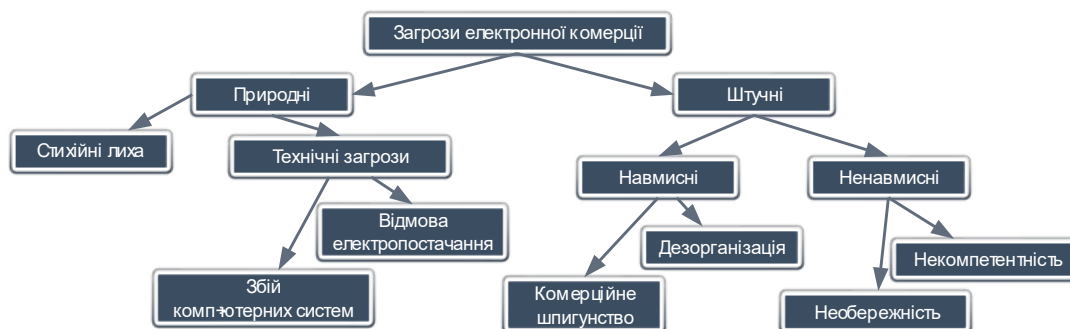 Загрози електронної комерції
Природні
Штучні
Стихійні лиха
Технічні загрози
Навмисні
Ненавмисні
Відмова
електропостачання
Дезорганізація
Некомпетентність
Збій
комп›ютерних систем
Комерційне
шпигунство
Необережність